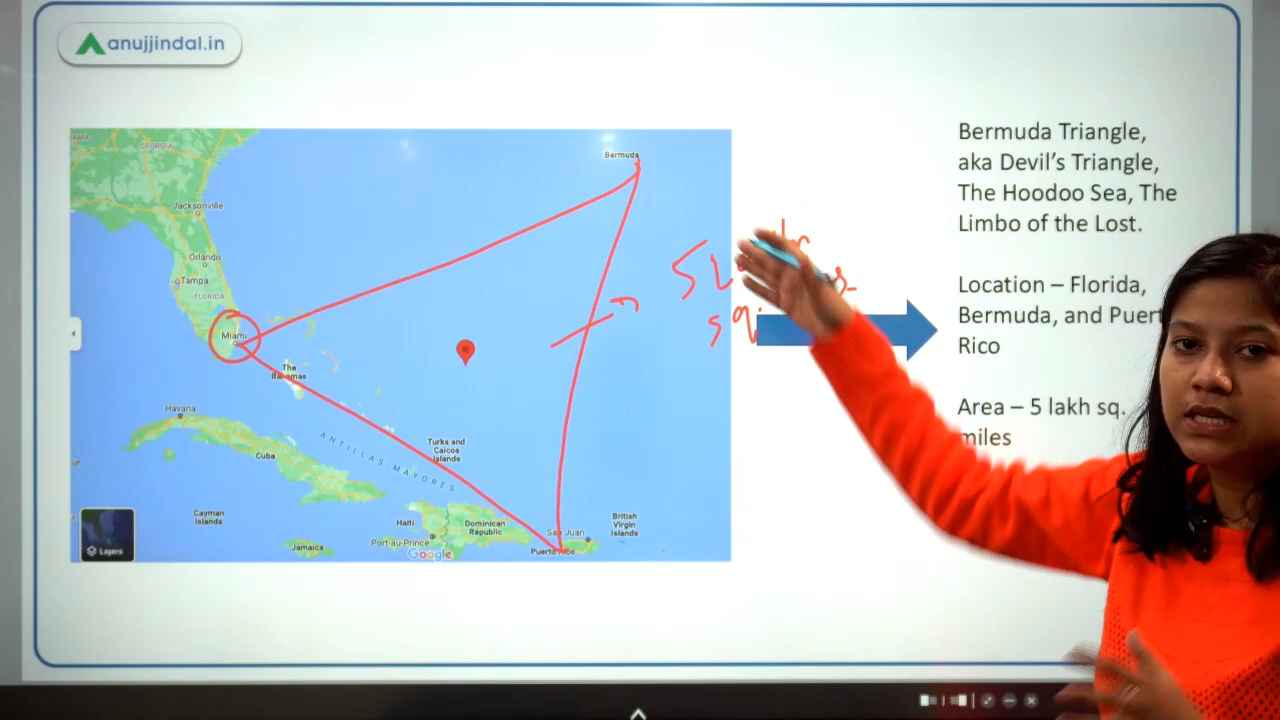 anujjindal.in
Bermuda Triangle,
aka Devil's Triangle,
The Hoodoo Sea, The
Limbo of the Lost.
Location – Florida,
Bermuda, and Puert
Rico
Area – 5 lakh sq.
miles
GEORGIA
Jacksonville
Orlando
Tampa
FLORIDA
Miami
Bermuda
The
Bahamas
Havana
Cuba
ANTILLAS MAYORES
Turks and
Caicos
Islands
Cayman
Islands
Jamaica
Haiti
Port-au-Prince
Dominican
Republic
San Juan
Puerto Rico
British
Virgin
Islands
Google
Layers
5 L
sq